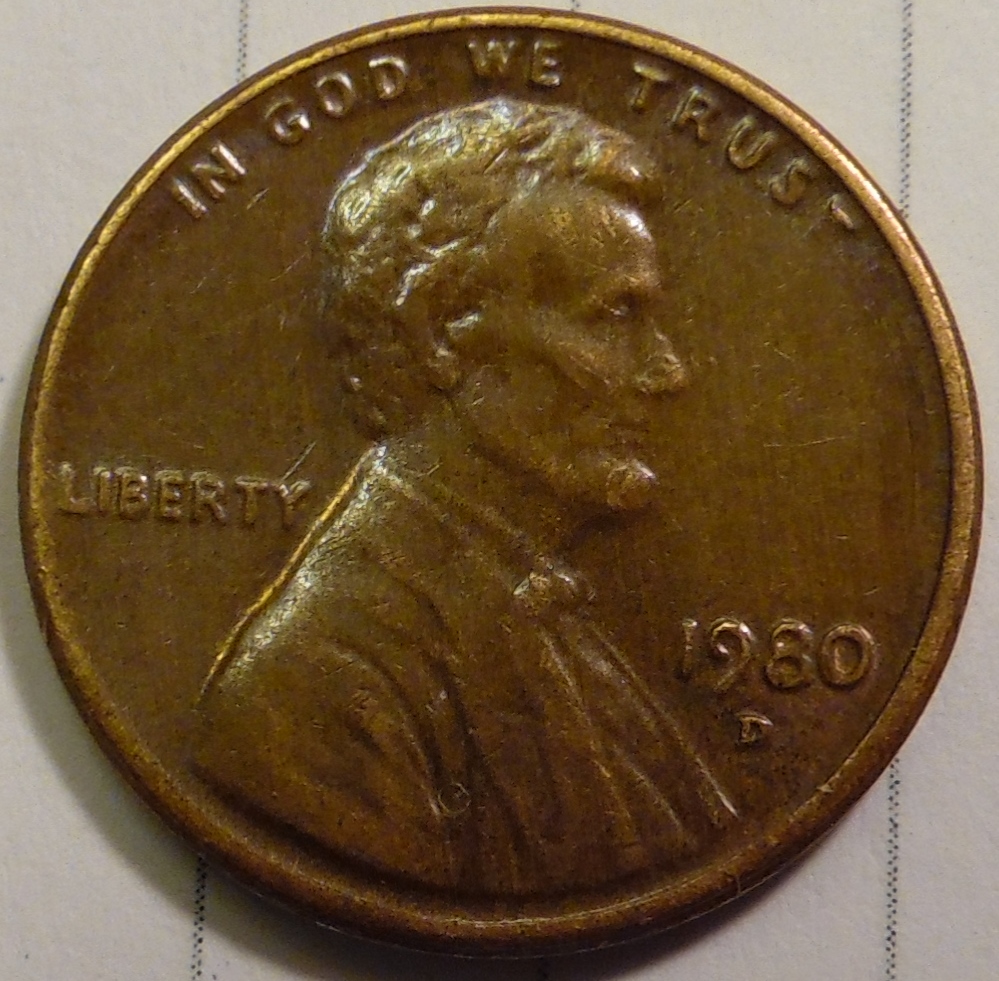 IN GOD WE TRUST
LIBERTY
1980
D